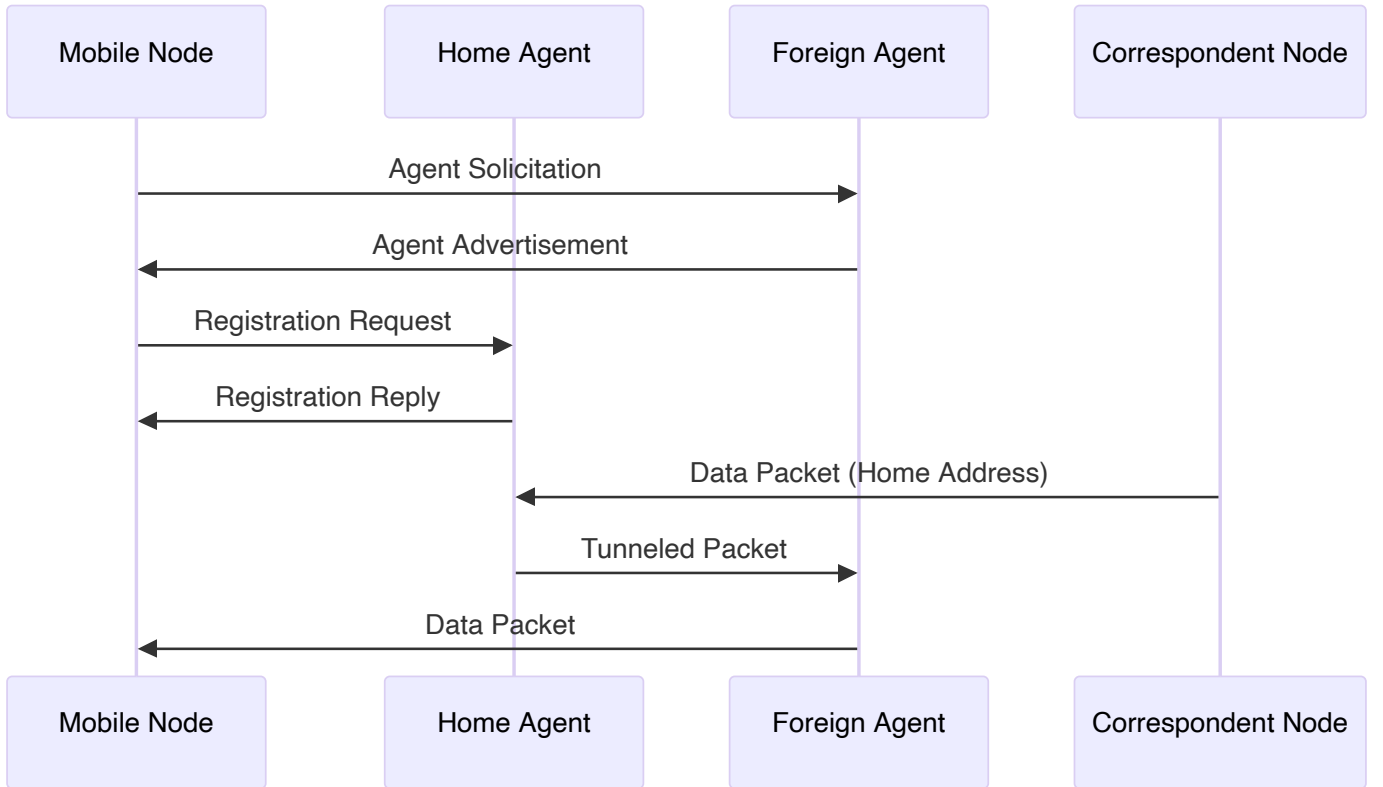 Mobile Node
Home Agent
Foreign Agent
Correspondent Node
Agent Solicitation
Agent Advertisement
Registration Request
Registration Reply
Data Packet (Home Address)
Tunneled Packet
Data Packet
Mobile Node
Home Agent
Foreign Agent
Correspondent Node